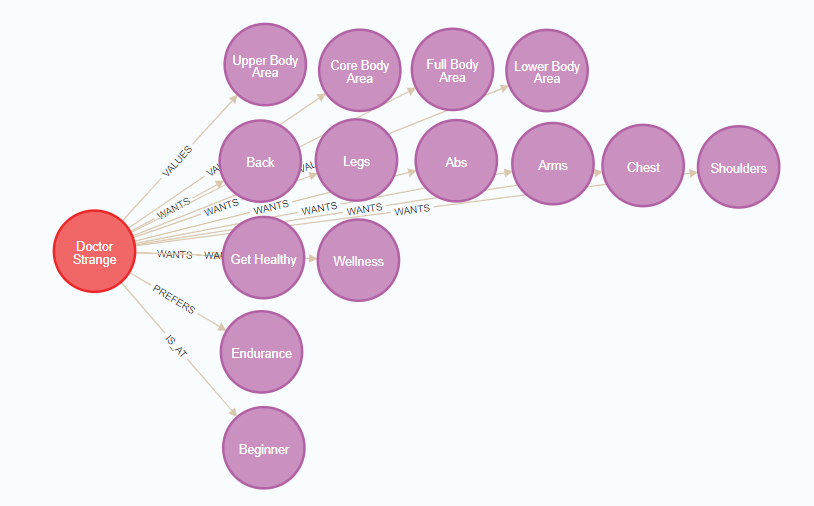 Upper Body
Area
Core Body
Area
Full Body
Area
Lower Body
Area
VALUES
VAL
Back
Legs
Abs
Arms
Chest
Shoulders
WANTS
WANTS
WANTS
WANTS
WANTS
WANTS
Doctor
Strange
WANTS
Get Healthy
Wellness
PREFERS
Endurance
IS_AT
Beginner